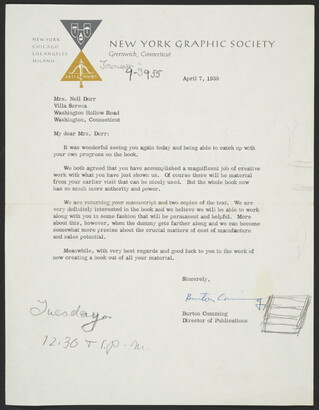 NEW YORK
CHICAGO
LOS ANGELES
MILANO
NEW YORK GRAPHIC SOCIETY
Greenwich, Connecticut
9-3955
April 7, 1959
Mrs. Nell Dorr
Villa Serena
Washington Hollow Road
Washington, Connecticut
My dear Mrs. Dorr:
It was wonderful seeing you again today and being able to catch up with
your own progress on the book.
We both agreed that you have accomplished a magnificent job of creative
work with what you have just shown us. Of course there will be material
from your earlier visit that can be nicely used. But the whole book now
has so much more authority and power.
We are returning your manuscript and two copies of the text. We are
very definitely interested in the book and we believe we will be able to work
along with you in some fashion that will be permanent and helpful. More
about this, however, when the dummy gets farther along and we can become
somewhat more precise about the crucial matters of cost of manufacture
and sales potential.
Meanwhile, with very best regards and good luck to you in the work of
now creating a book out of all your material.
Sincerely,
Burton Cumming
Burton Cumming
Director of Publications
Tuesday
12:30